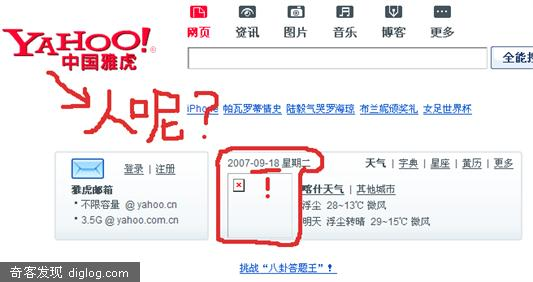 YAHOO!
中国雅虎
网页 资讯 图片 音乐 博客 更多
全能搜
人呢?
iPhone 帕瓦罗蒂情史 陆毅气哭罗海琼 布兰妮颁奖礼 女足世界杯
登录 | 注册
雅虎邮箱
• 不限容量 @ yahoo.cn
• 3.5G @ yahoo.com.cn
2007-09-18 星期二
!
天气 | 字典 | 星座 | 黄历 | 更多
喀什天气 | 其他城市
浮尘 28~13℃ 微风
明天 浮尘转晴 29~15℃ 微风
挑战“八卦答题王”!
奇客发现 diglog.com